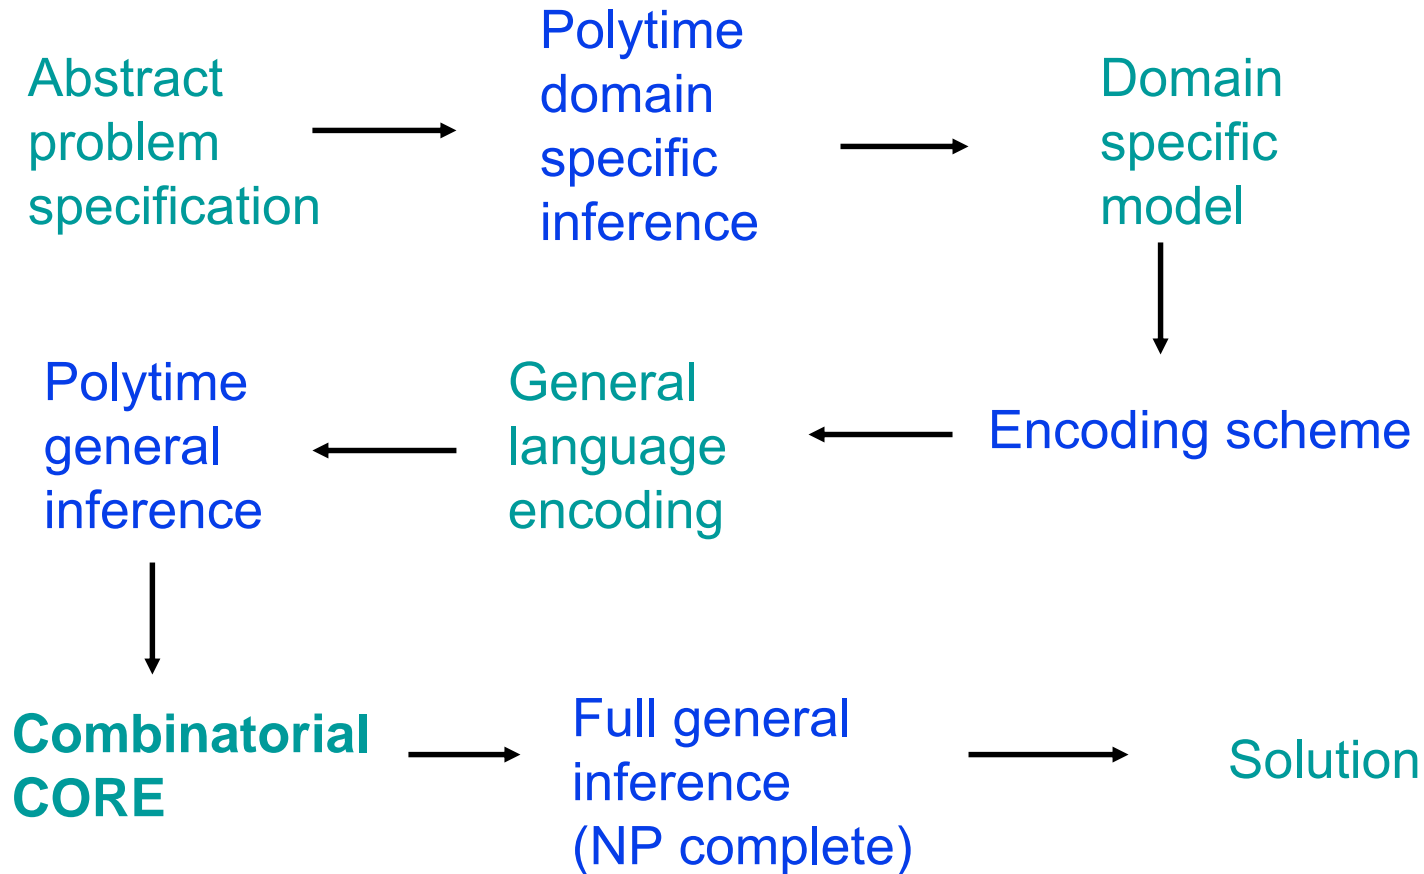 Abstract
problem
specification
Polytime
domain
specific
inference
Domain
specific
model
Encoding scheme
General
language
encoding
Polytime
general
inference
Combinatorial
CORE
Full general
inference
(NP complete)
Solution